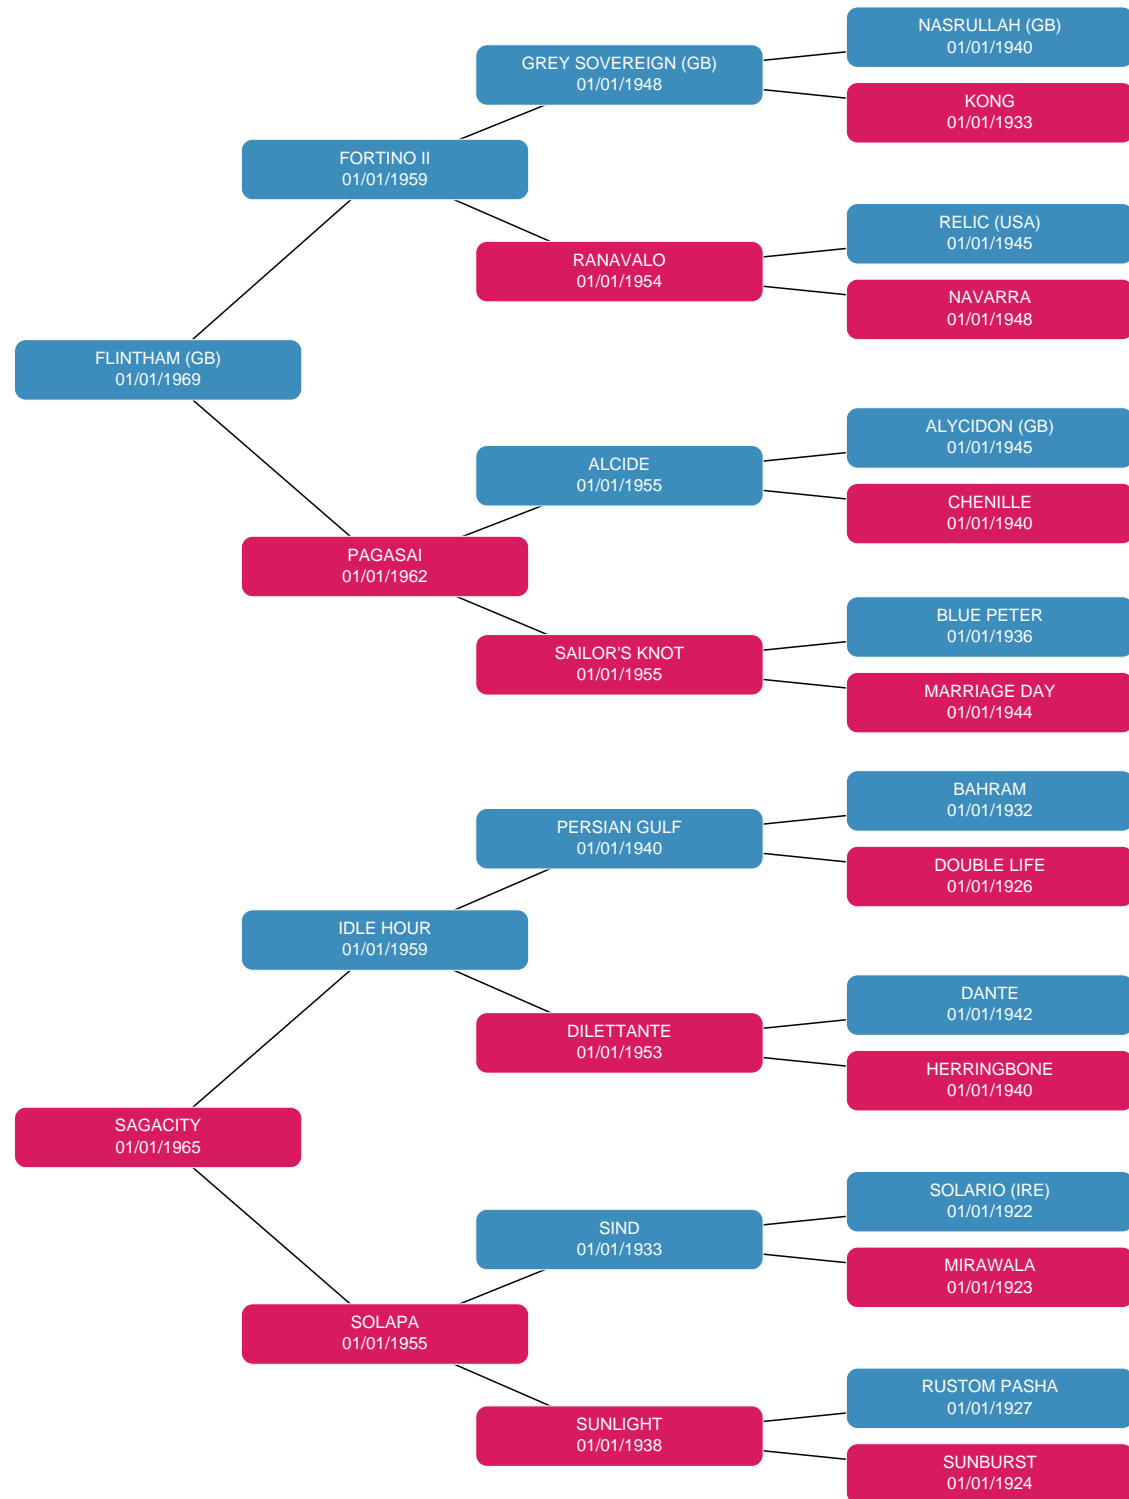 NASRULLAH (GB)
01/01/1940
GREY SOVEREIGN (GB)
01/01/1948
KONG
01/01/1933
FORTINO II
01/01/1959
RELIC (USA)
01/01/1945
RANAVALO
01/01/1954
NAVARRA
01/01/1948
FLINTHAM (GB)
01/01/1969
ALYCIDON (GB)
01/01/1945
ALCIDE
01/01/1955
CHENILLE
01/01/1940
PAGASAI
01/01/1962
BLUE PETER
01/01/1936
SAILOR'S KNOT
01/01/1955
MARRIAGE DAY
01/01/1944
BAHRAM
01/01/1932
PERSIAN GULF
01/01/1940
DOUBLE LIFE
01/01/1926
IDLE HOUR
01/01/1959
DANTE
01/01/1942
DILETTANTE
01/01/1953
HERRINGBONE
01/01/1940
SAGACITY
01/01/1965
SOLARIO (IRE)
01/01/1922
SIND
01/01/1933
MIRAWALA
01/01/1923
SOLAPA
01/01/1955
RUSTOM PASHA
01/01/1927
SUNLIGHT
01/01/1938
SUNBURST
01/01/1924